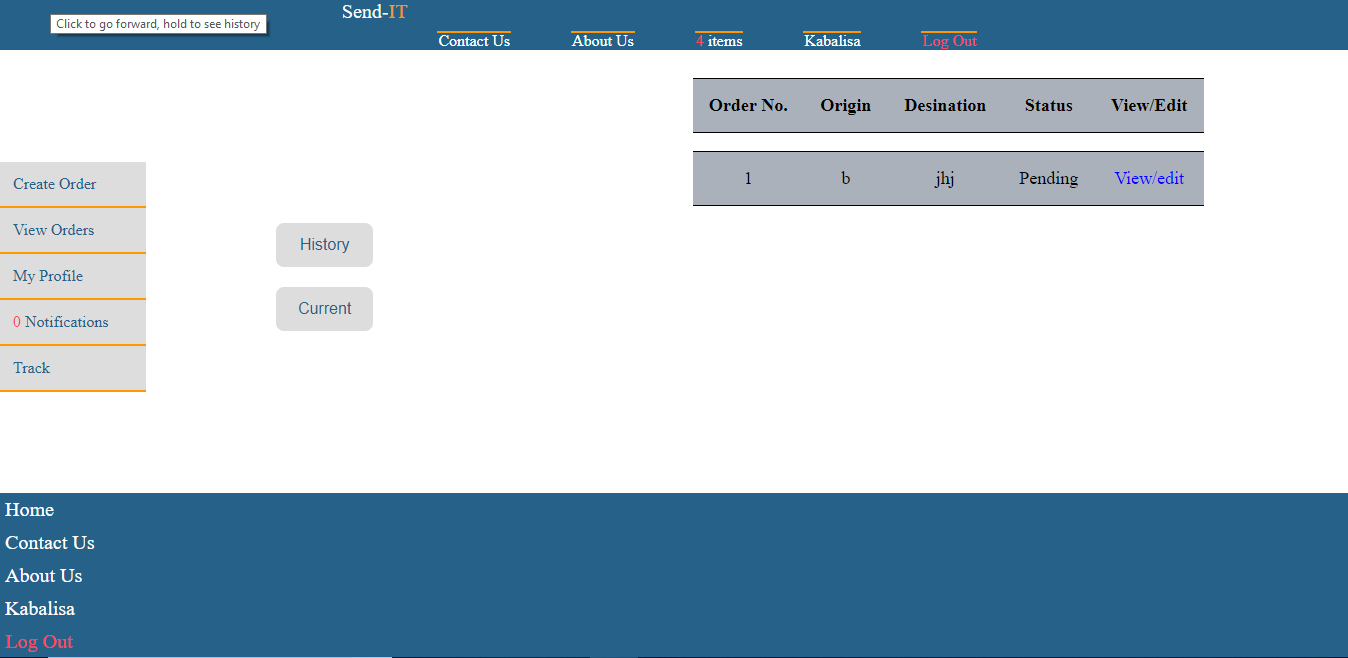 Click to go forward, hold to see history
Send-IT
Contact Us About Us 4 items Kabalisa Log Out
Order No. Origin Desination Status View/Edit
1 b jhj Pending View/edit
Create Order
View Orders
My Profile
0 Notifications
Track
History
Current
Home
Contact Us
About Us
Kabalisa
Log Out